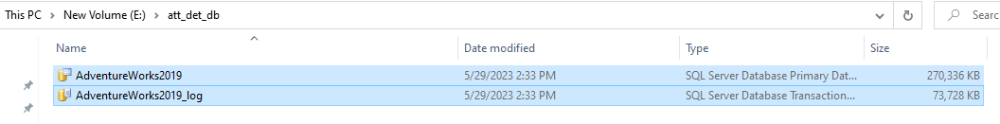 This PC > New Volume (E:) > att_det_db Searc
Name Date modified Type Size
AdventureWorks2019 5/29/2023 2:33 PM SQL Server Database Primary Dat... 270,336 KB
AdventureWorks2019_log 5/29/2023 2:33 PM SQL Server Database Transaction... 73,728 KB